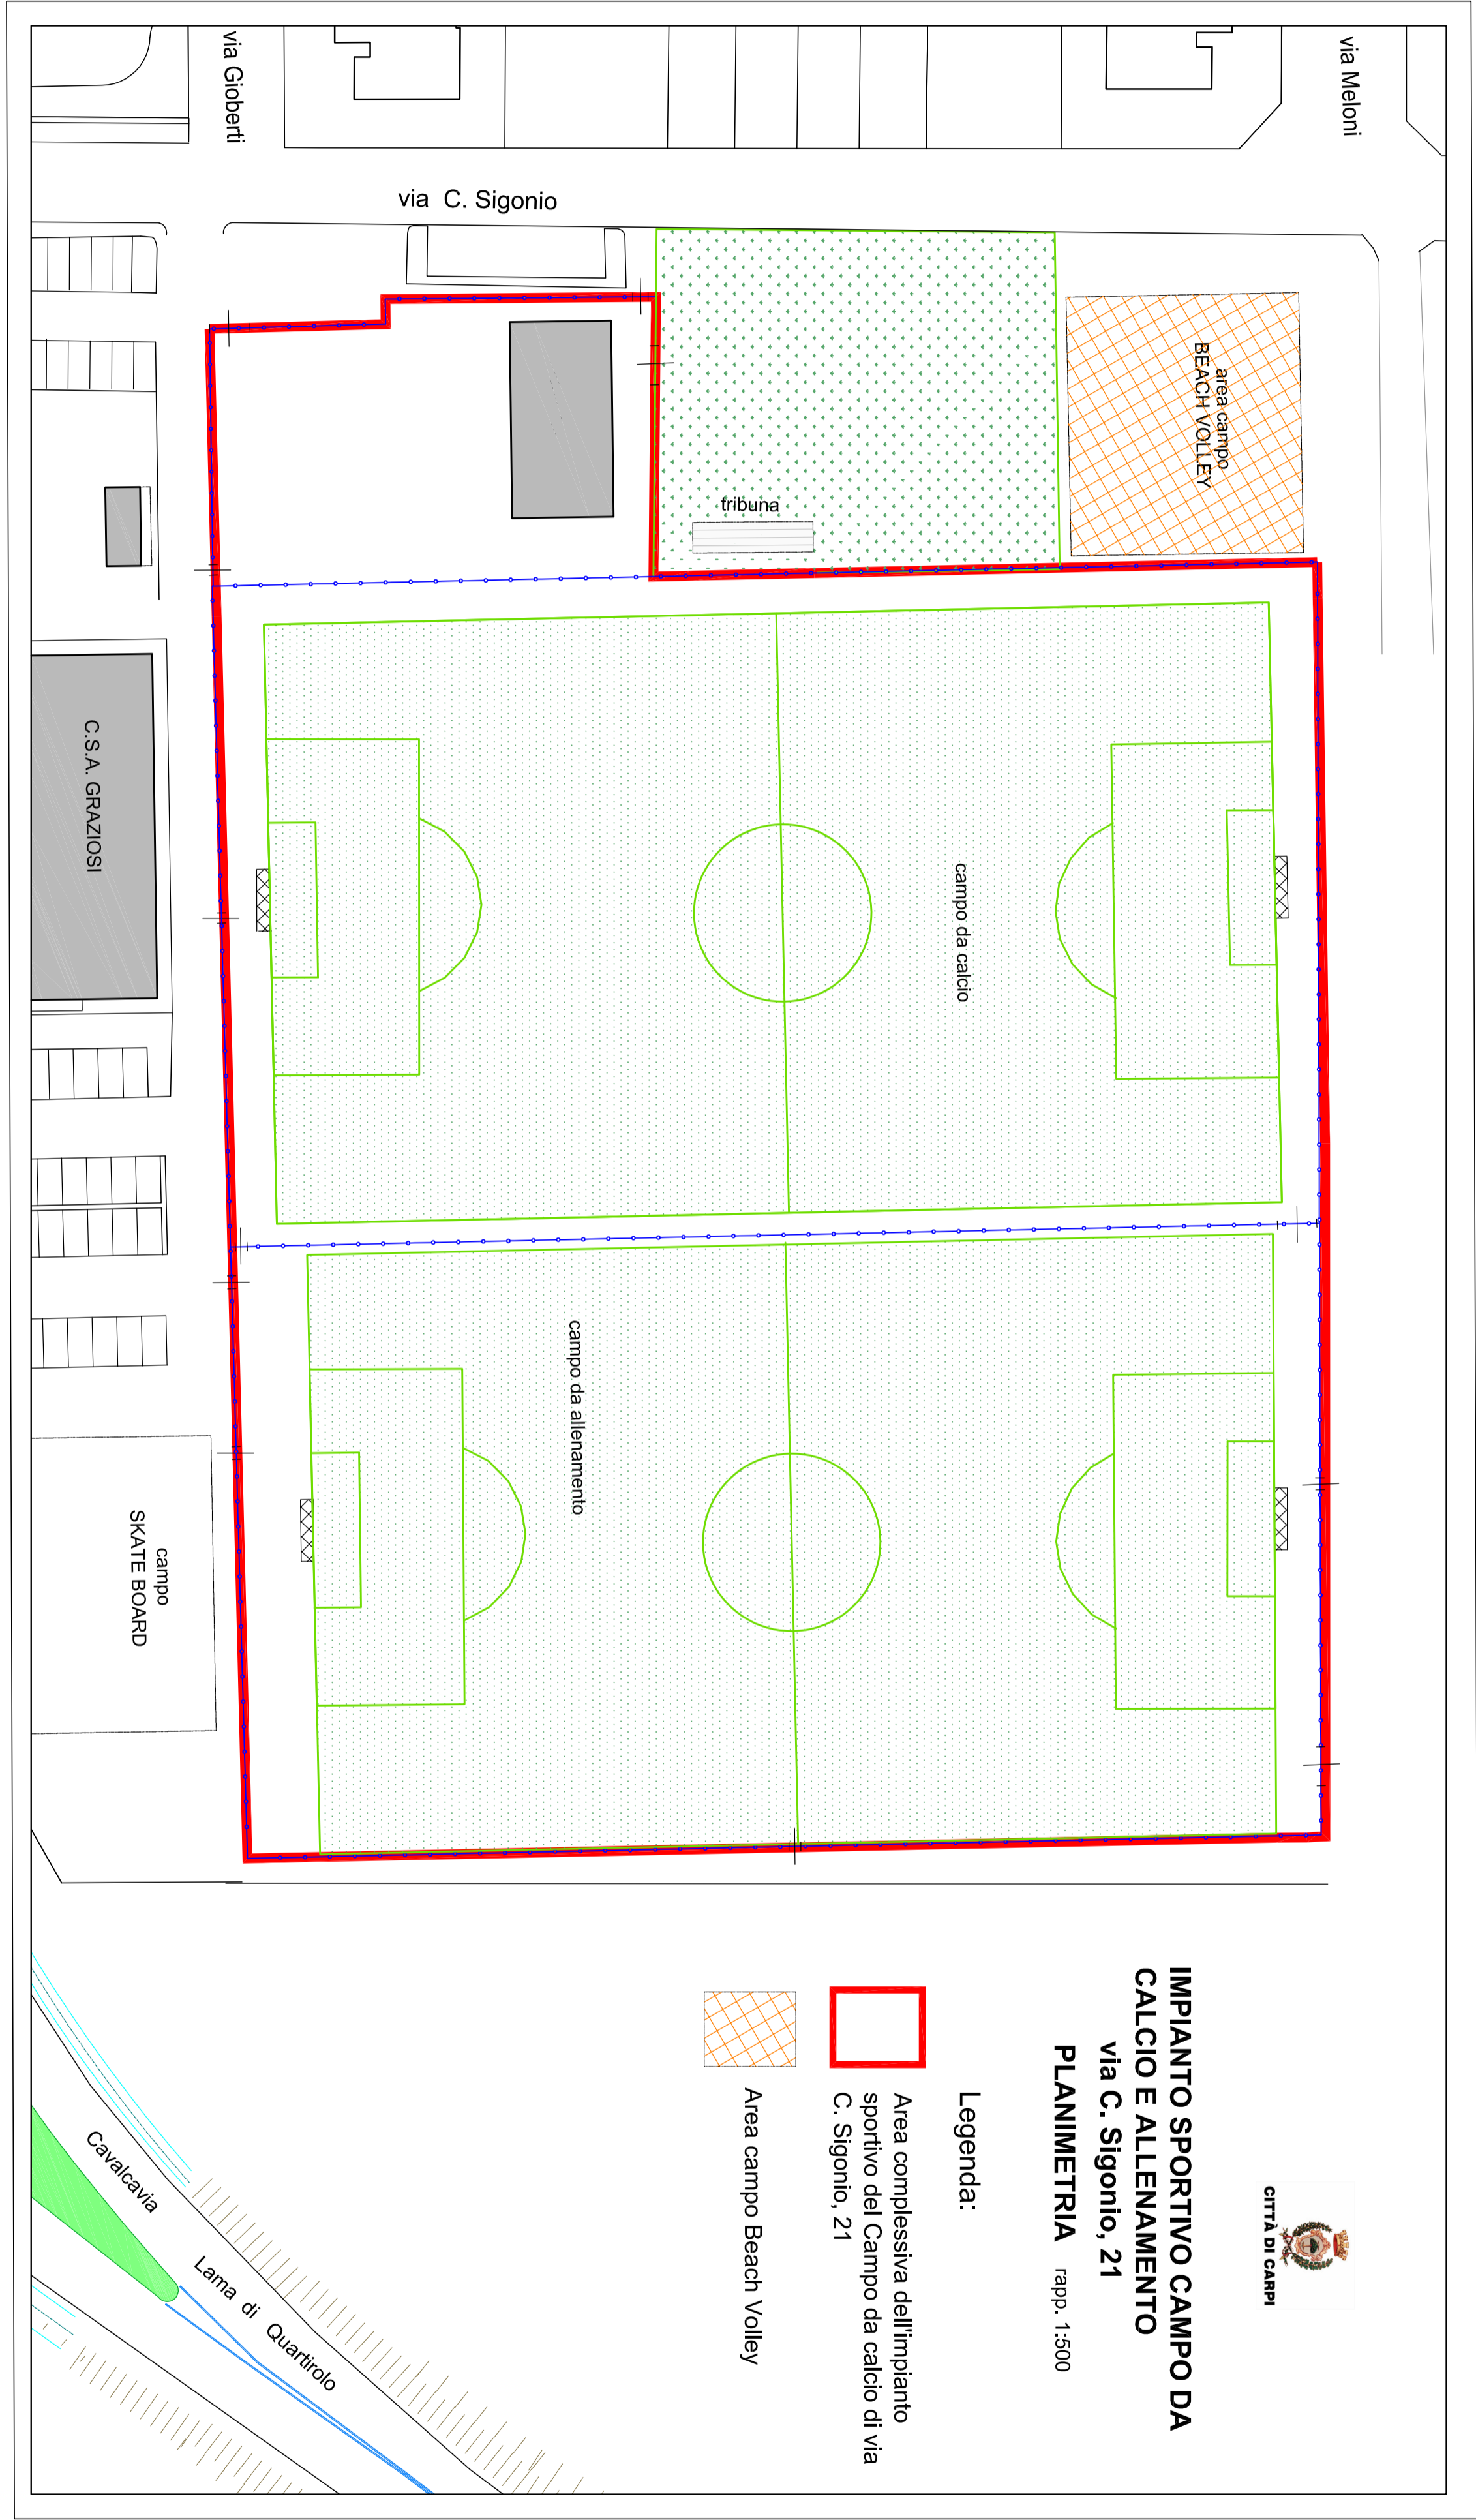 via Gioberti
via Meloni
via C. Sigonio
area campo
BEACH VOLLEY
tribuna
C.S.A. GRAZIOSI
campo da calcio
campo da allenamento
campo
SKATE BOARD
CITTÀ DI CARPI
IMPIANTO SPORTIVO CAMPO DA
CALCIO E ALLENAMENTO
via C. Sigonio, 21
PLANIMETRIA rapp. 1:500
Legenda:
Area complessiva dell'impianto
sportivo del Campo da calcio di via
C. Sigonio, 21
Area campo Beach Volley
Cavalcavia
Lama di Quartirolo